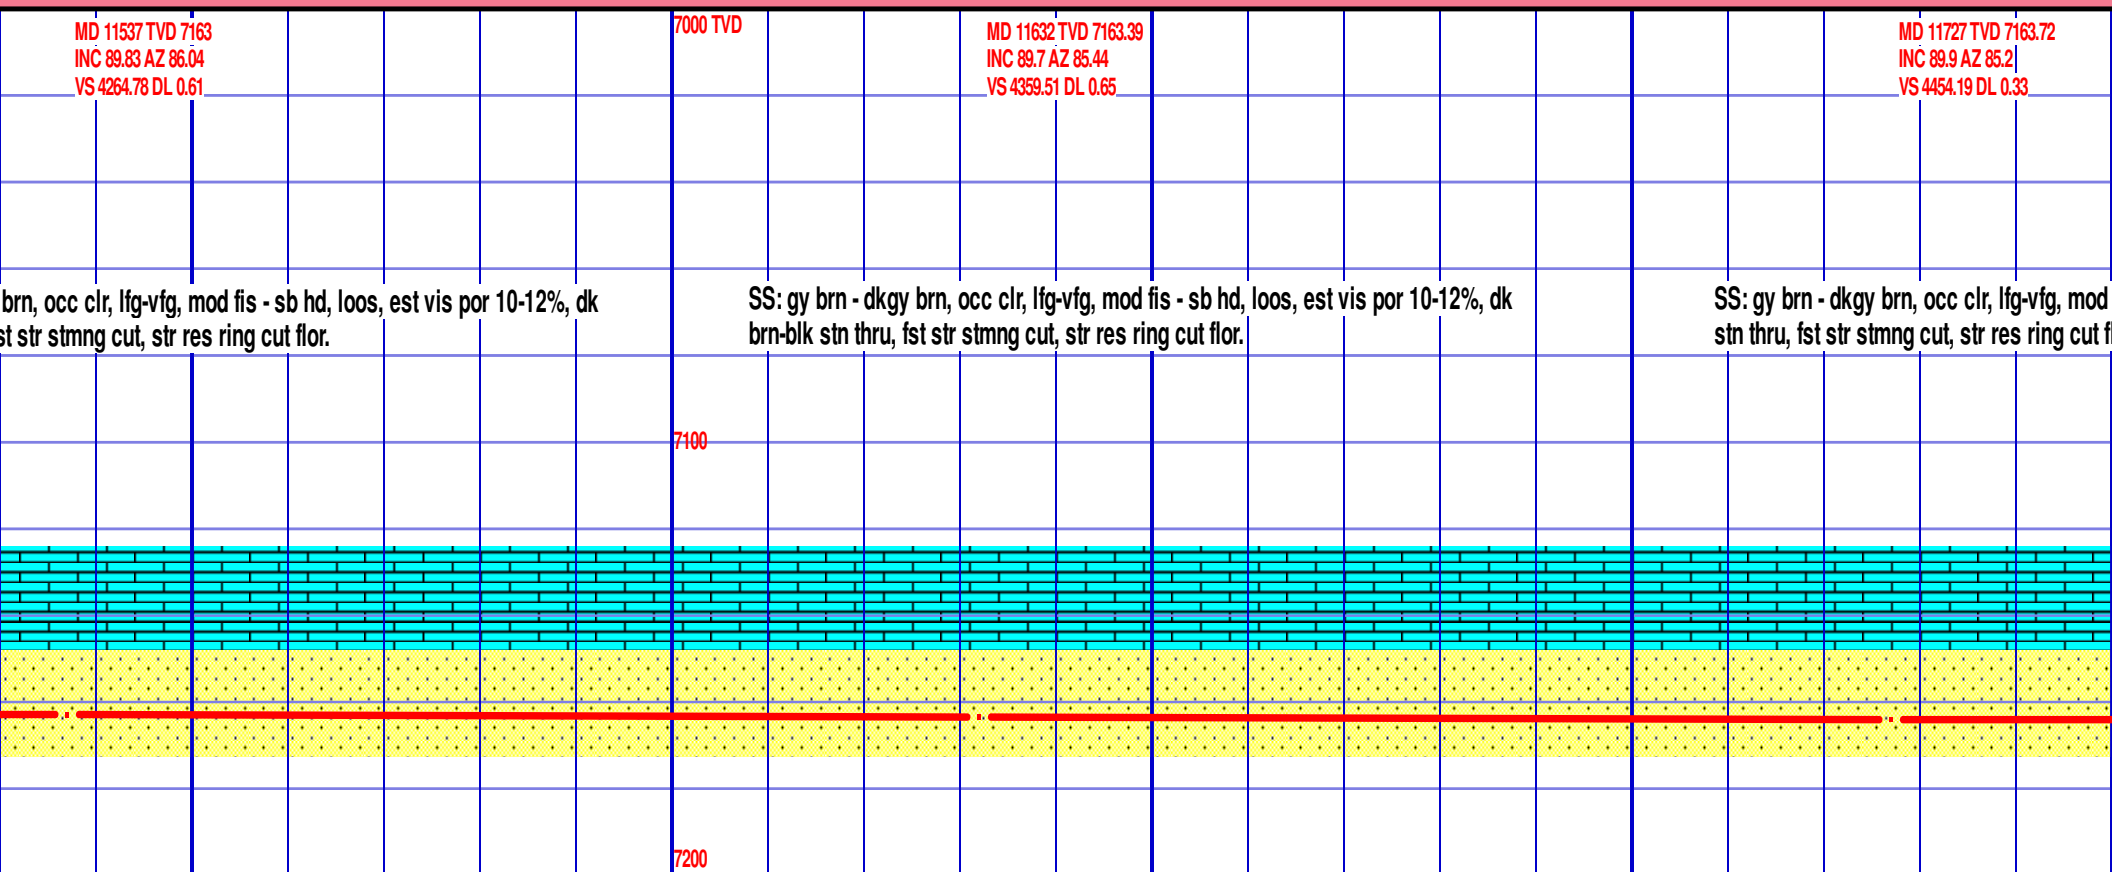 MD 11537 TVD 7163
INC 89.83 AZ 86.04
VS 4264.78 DL 0.61
7000 TVD
MD 11632 TVD 7163.39
INC 89.7 AZ 85.44
VS 4359.51 DL 0.65
MD 11727 TVD 7163.72
INC 89.9 AZ 85.2
VS 4454.19 DL 0.33
brn, occ clr, lfg-vfg, mod fis - sb hd, loos, est vis por 10-12%, dk
str stmng cut, str res ring cut flor.
SS: gy brn - dkgy brn, occ clr, lfg-vfg, mod fis - sb hd, loos, est vis por 10-12%, dk
brn-blk stn thru, fst str stmng cut, str res ring cut flor.
SS: gy brn - dkgy brn, occ clr, lfg-vfg, mod
stn thru, fst str stmng cut, str res ring cut
7100
7200